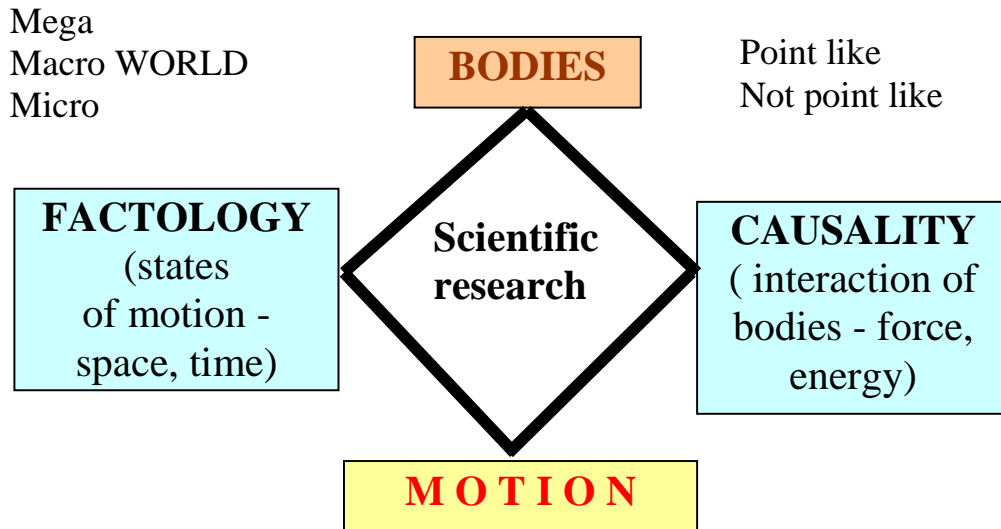 Mega
Macro WORLD
Micro
BODIES
Point like
Not point like
FACTOLOGY
(states
of motion -
space, time)
Scientific
research
CAUSALITY
( interaction of
bodies - force,
energy)
M O T I O N